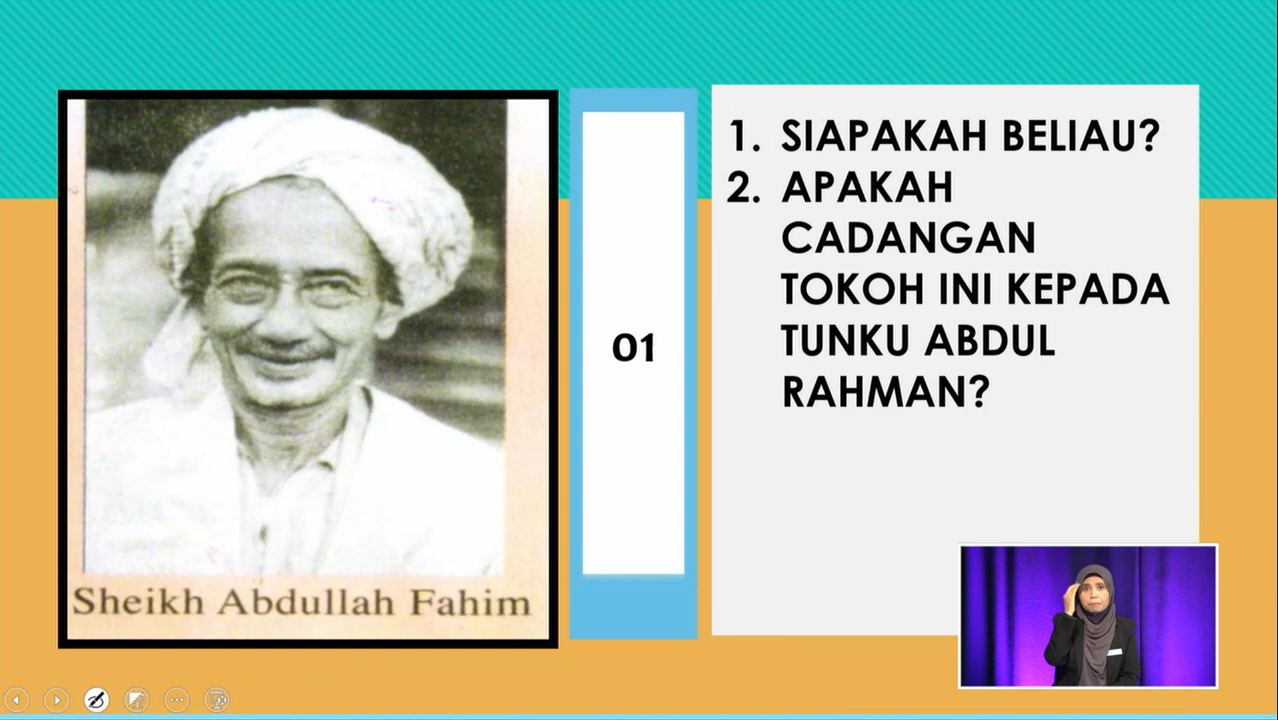 Sheikh Abdullah Fahim
01
1. SIAPAKAH BELIAU?
2. APAKAH
CADANGAN
TOKOH INI KEPADA
TUNKU ABDUL
RAHMAN?